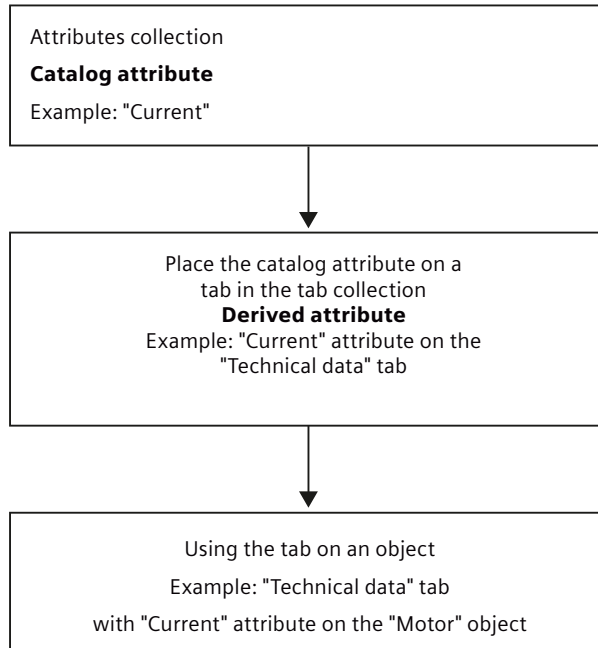 Attributes collection
Catalog attribute
Example: "Current"
Place the catalog attribute on a
tab in the tab collection
Derived attribute
Example: "Current" attribute on the
"Technical data" tab
Using the tab on an object
Example: "Technical data" tab
with "Current" attribute on the "Motor" object